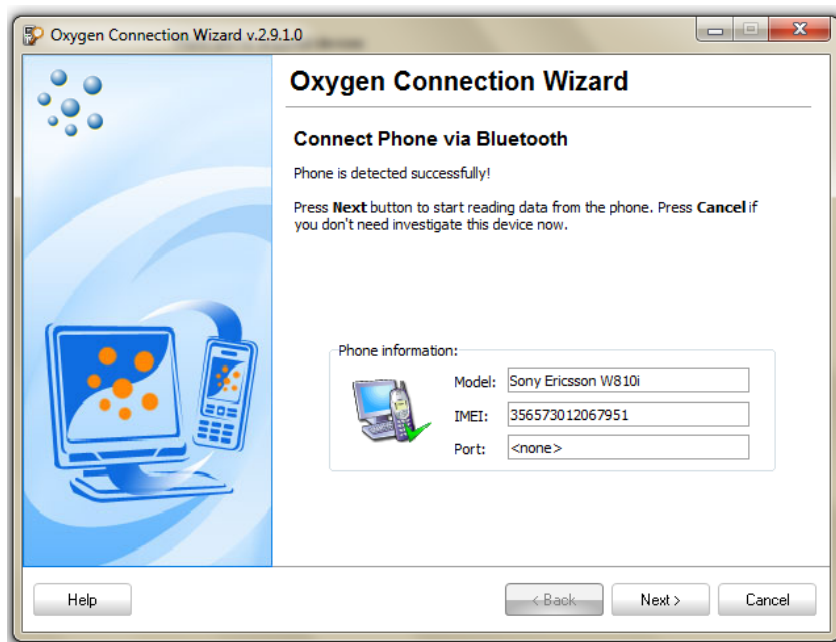 Oxygen Connection Wizard v.2.9.1.0
Oxygen Connection Wizard
Connect Phone via Bluetooth
Phone is detected successfully!
Press Next button to start reading data from the phone. Press Cancel if
you don't need investigate this device now.
Phone information:
Model: Sony Ericsson W810i
IMEI: 356573012067951
Port: <none>
Help
< Back
Next >
Cancel